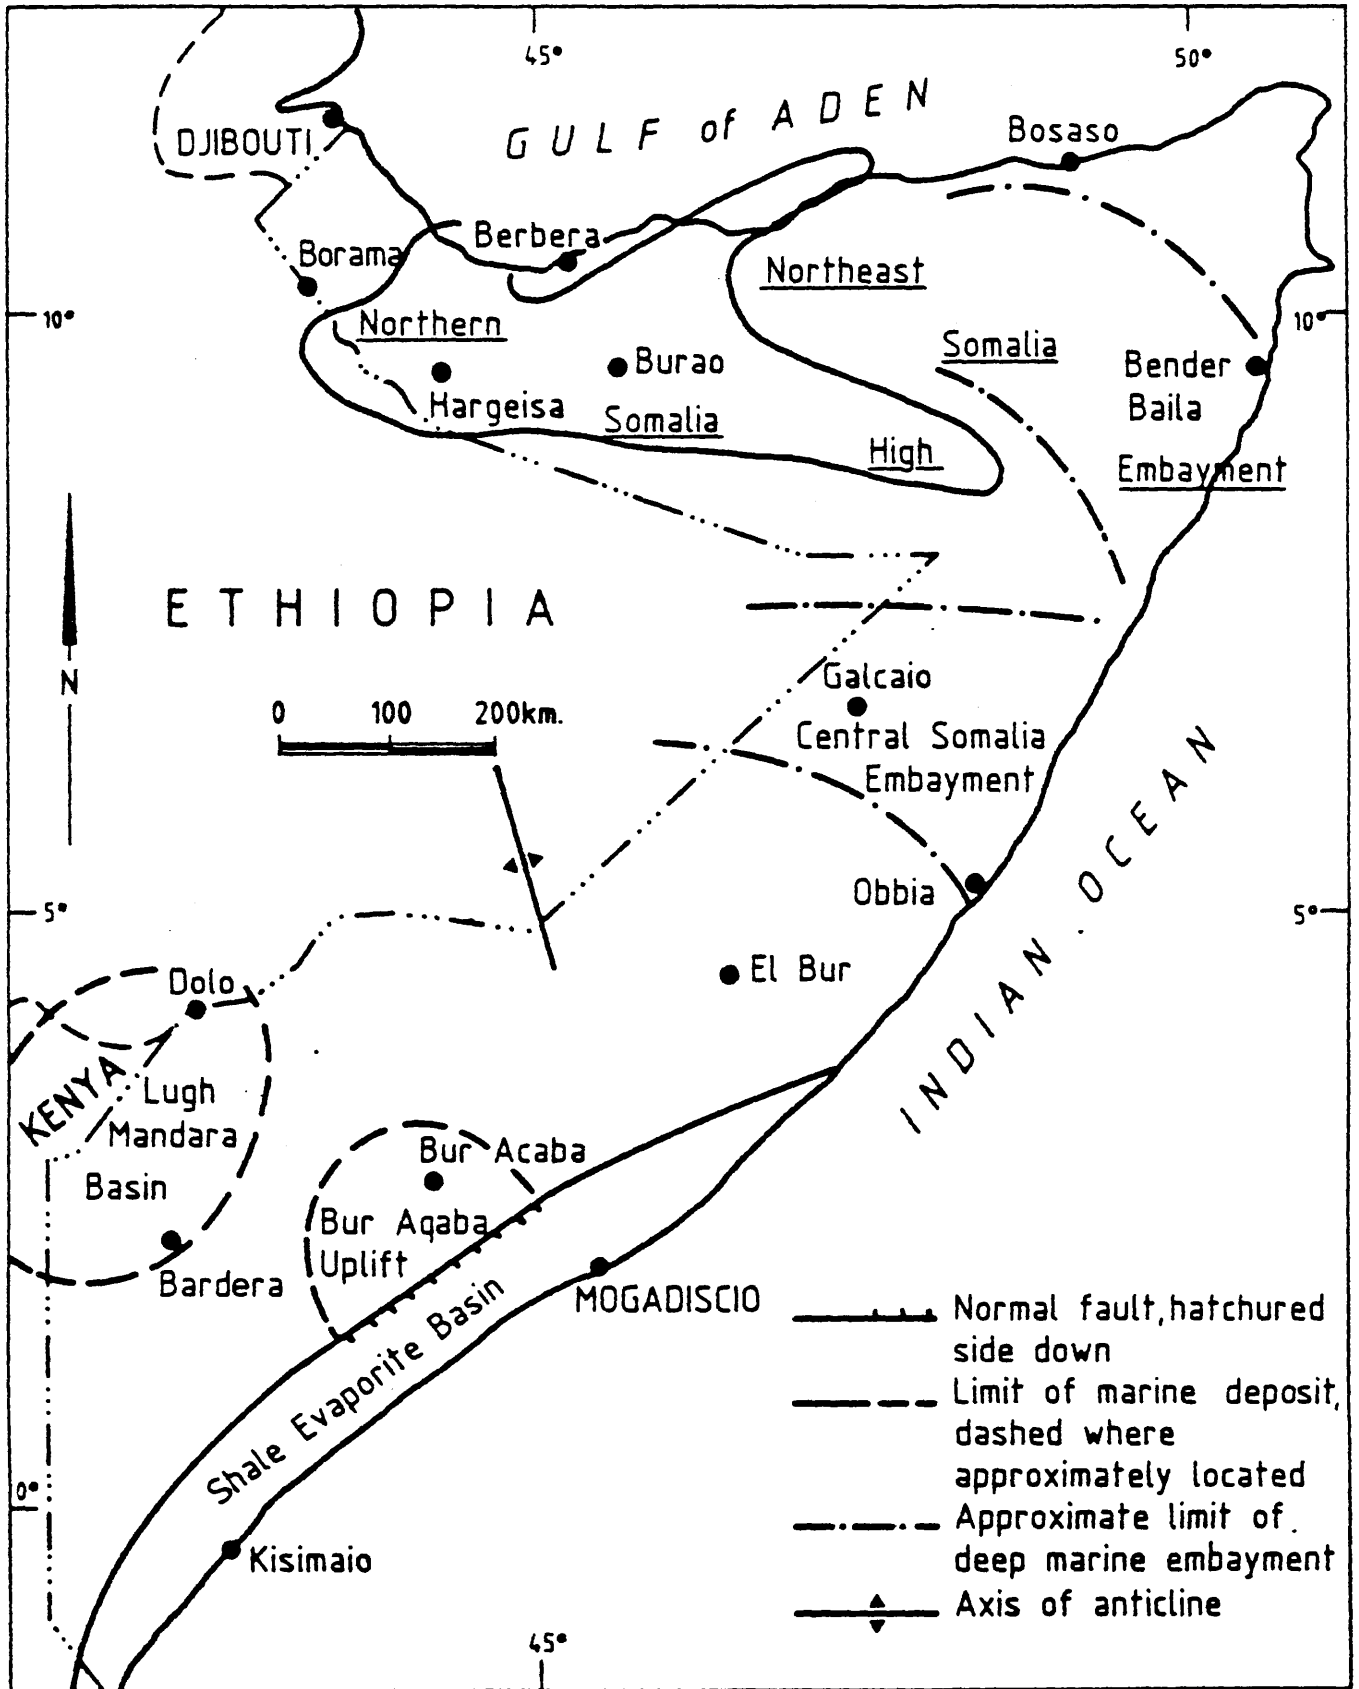 45°
50°
GULF of ADEN
DJIBOUTI
Bosaso
Borama
Berbera
Northeast
10°
10°
Northern
Somalia
Burao
Bender
Baila
Hargeisa
Somalia
High
Embayment
ETHIOPIA
N
Galcaio
0 100 200km.
Central Somalia
Embayment
INDIAN OCEAN
Obbia
5°
5°
El Bur
Dolo
KENYA
Lugh
Mandara
Basin
Bur Acaba
Bur Aqaba
Uplift
Bardera
MOGADISCIO
Shale Evaporite Basin
Normal fault, hatchured
side down
Limit of marine deposit,
dashed where
approximately located
Approximate limit of
deep marine embayment
Axis of anticline
0°
Kisimaio
45°